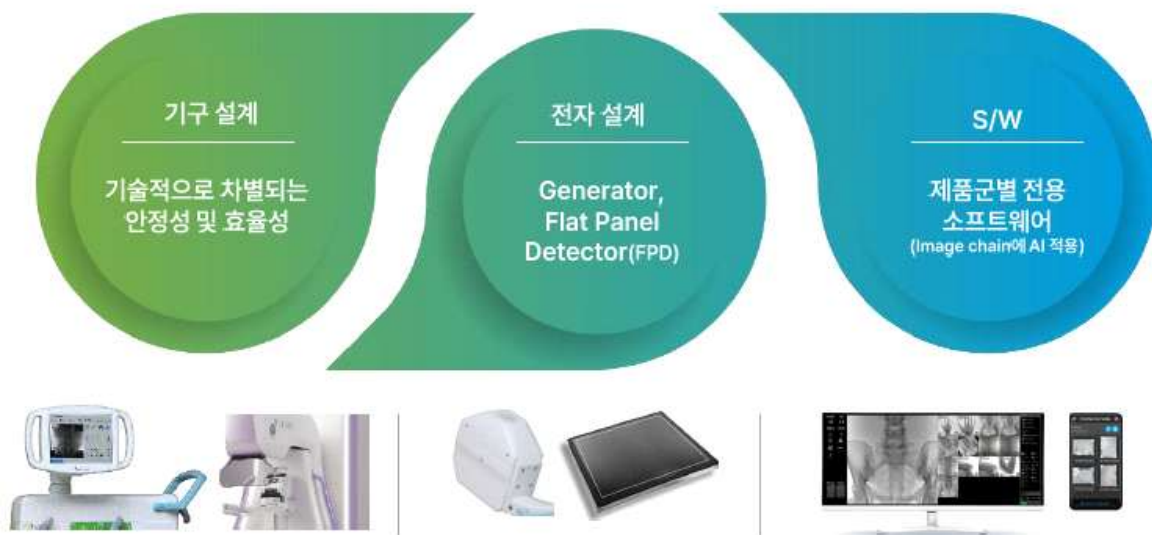 기구 설계
기술적으로 차별되는
안정성 및 효율성
전자 설계
Generator,
Flat Panel
Detector(FPD)
S/W
제품군별 전용
소프트웨어
(Image chain에 AI 적용)